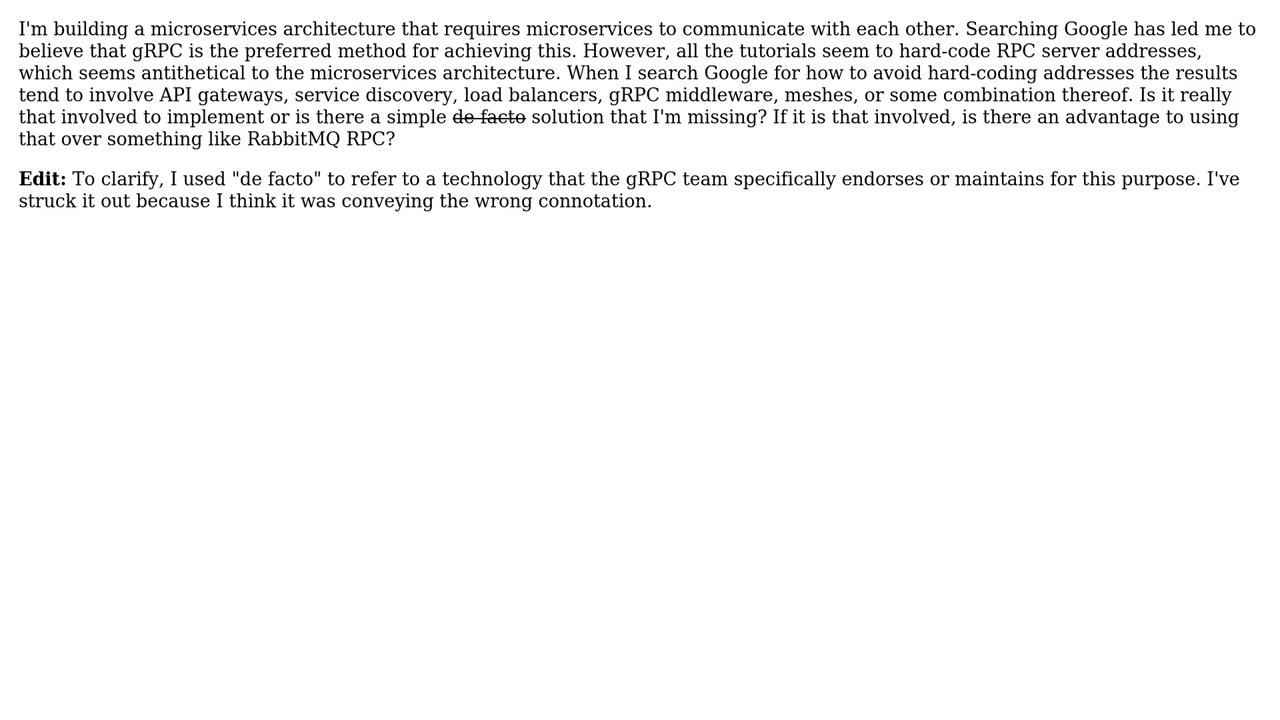 I'm building a microservices architecture that requires microservices to communicate with each other. Searching Google has led me to
believe that gRPC is the preferred method for achieving this. However, all the tutorials seem to hard-code RPC server addresses,
which seems antithetical to the microservices architecture. When I search Google for how to avoid hard-coding addresses the results
tend to involve API gateways, service discovery, load balancers, gRPC middleware, meshes, or some combination thereof. Is it really
that involved to implement or is there a simple de facto solution that I'm missing? If it is that involved, is there an advantage to using
that over something like RabbitMQ RPC?
Edit: To clarify, I used "de facto" to refer to a technology that the gRPC team specifically endorses or maintains for this purpose. I've
struck it out because I think it was conveying the wrong connotation.